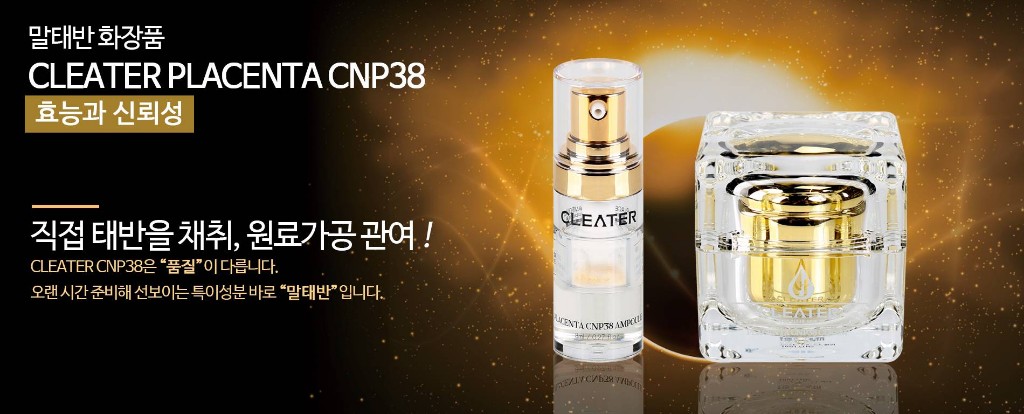 말태반 화장품
CLEATER PLACENTA CNP38
효능과 신뢰성
직접 태반을 채취, 원료가공 관여 !
CLEATER CNP38은 “품질”이 다릅니다.
오랜 시간 준비해 선보이는 특이성분 바로 “말태반”입니다.
CLEATER
PLACENTA CNP38 AMPOULE
CLEATER